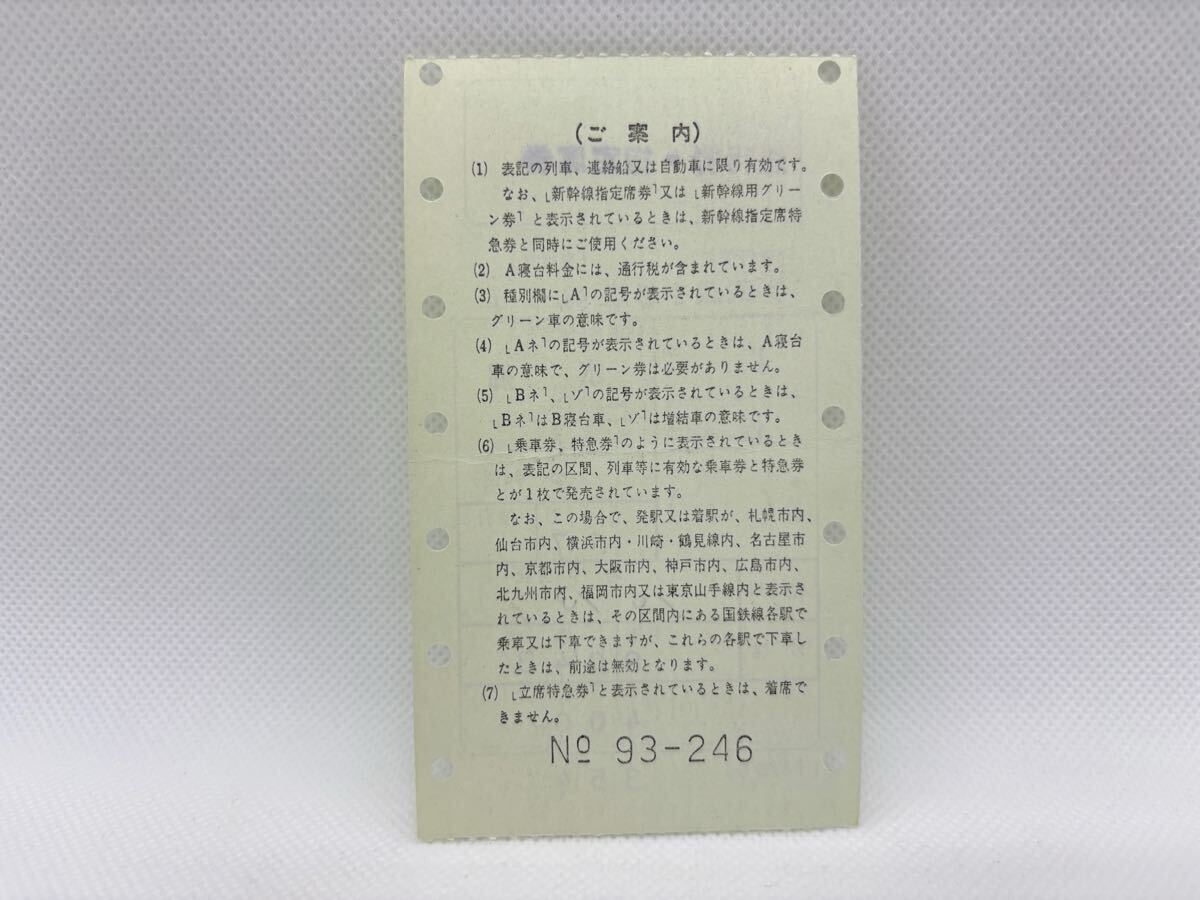 (ご案内)
(1) 表記の列車、連絡船又は自動車に限り有効です。
なお、「新幹線指定席券」又は「新幹線用グリー
ン券」と表示されているときは、新幹線指定席特
急券と同時にご使用ください。
(2) A寝台料金には、通行税が含まれています。
(3) 種別欄に「A」の記号が表示されているときは、
グリーン車の意味です。
(4) 「Aネ」の記号が表示されているときは、A寝台
車の意味で、グリーン券は必要がありません。
(5) 「Bネ」、「ゾ」の記号が表示されているときは、
「Bネ」はB寝台車、「ゾ」は増結車の意味です。
(6) 「乗車券、特急券」のように表示されているとき
は、表記の区間、列車等に有効な乗車券と特急券
とが1枚で発売されています。
なお、この場合で、発駅又は着駅が、札幌市内、
仙台市内、横浜市内・川崎・鶴見線内、名古屋市
内、京都市内、大阪市内、神戸市内、広島市内、
北九州市内、福岡市内又は東京山手線内と表示さ
れているときは、その区間内にある国鉄線各駅で
乗車又は下車できますが、これらの各駅で下車し
たときは、前途は無効となります。
(7) 「立席特急券」と表示されているときは、着席で
きません。
№ 93-246